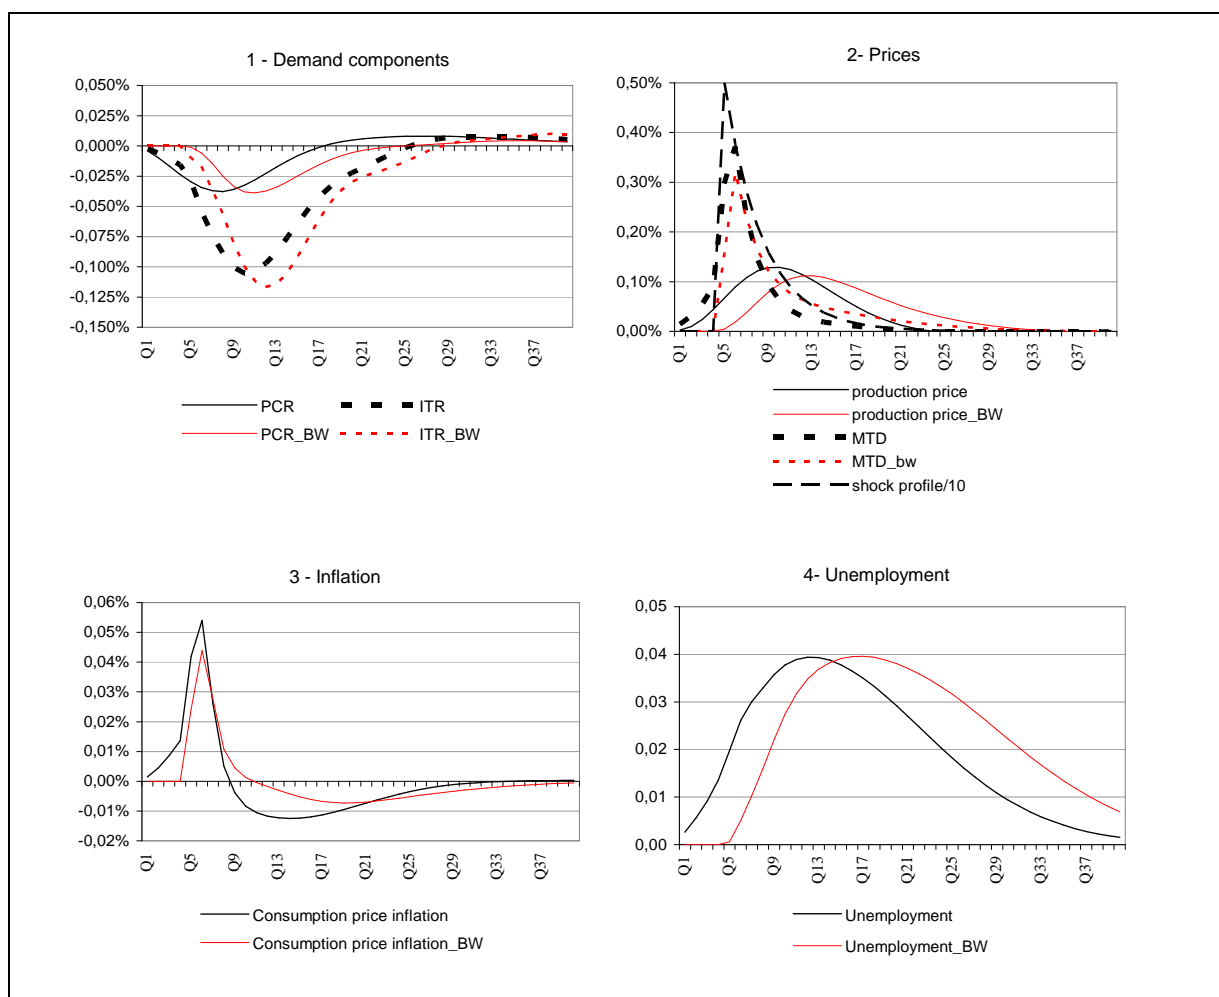 1 - Demand components
0,050%
0,025%
0,000%
-0,025%
-0,050%
-0,075%
-0,100%
-0,125%
-0,150%
Q1 Q5 Q9 Q13 Q17 Q21 Q25 Q29 Q33 Q37
PCR ITR
PCR_BW ITR_BW
2- Prices
0,50%
0,40%
0,30%
0,20%
0,10%
0,00%
Q1 Q5 Q9 Q13 Q17 Q21 Q25 Q29 Q33 Q37
production price
production price_BW
MTD
MTD_bw
shock profile/10
3 - Inflation
0,06%
0,05%
0,04%
0,03%
0,02%
0,01%
0,00%
-0,01%
-0,02%
Q1 Q5 Q9 Q13 Q17 Q21 Q25 Q29 Q33 Q37
Consumption price inflation
Consumption price inflation_BW
4- Unemployment
0,05
0,04
0,03
0,02
0,01
0,00
Q1 Q5 Q9 Q13 Q17 Q21 Q25 Q29 Q33 Q37
Unemployment
Unemployment_BW